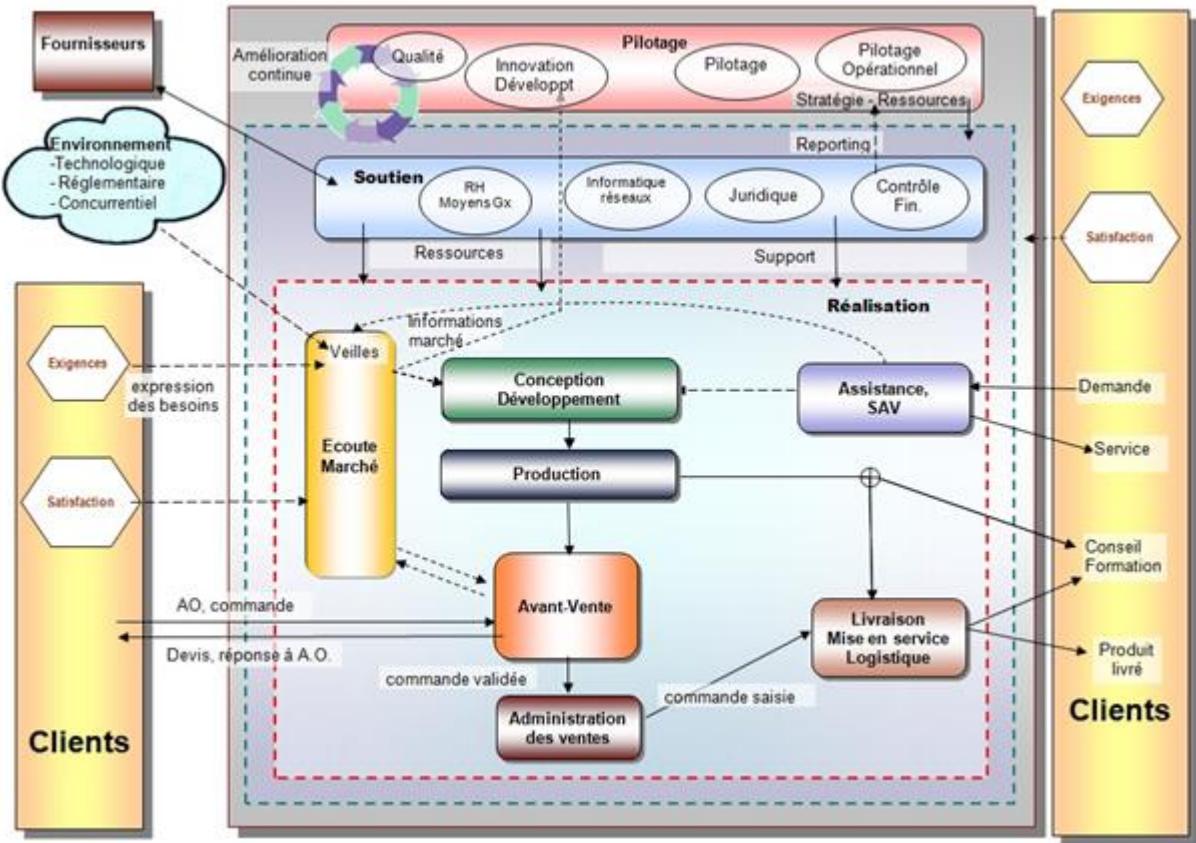 Fournisseurs
Environnement
-Technologique
- Réglementaire
- Concurrentiel
Exigences
expression
des besoins
Satisfaction
AO, commande
Devis, réponse à A.O.
Clients
Pilotage
Amélioration
continue
Qualité
Innovation
Développt
Pilotage
Pilotage
Opérationnel
Stratégie - Ressources
Reporting
Soutien
RH
Moyens Gx
Informatique
réseaux
Juridique
Contrôle
Fin.
Ressources
Support
Réalisation
Informations
marché
Veilles
Ecoute
Marché
Conception
Développement
Assistance,
SAV
Production
Avant-Vente
commande validée
Administration
des ventes
commande saisie
Livraison
Mise en service
Logistique
Exigences
Satisfaction
Demande
Service
Conseil
Formation
Produit
livré
Clients